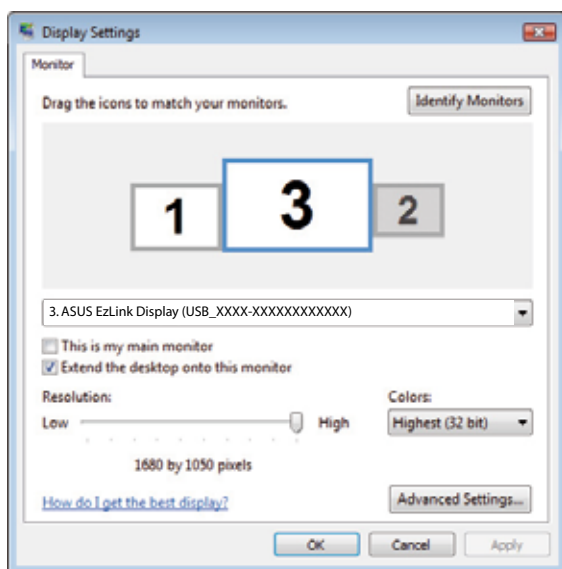 Display Settings
Monitor
Drag the icons to match your monitors.
Identify Monitors
1
3
2
3. ASUS EzLink Display (USB_XXXX-XXXXXXXXXXXX)
This is my main monitor
Extend the desktop onto this monitor
Resolution:
Colors:
Low
High
Highest (32 bit)
1680 by 1050 pixels
How do I get the best display?
Advanced Settings...
OK
Cancel
Apply